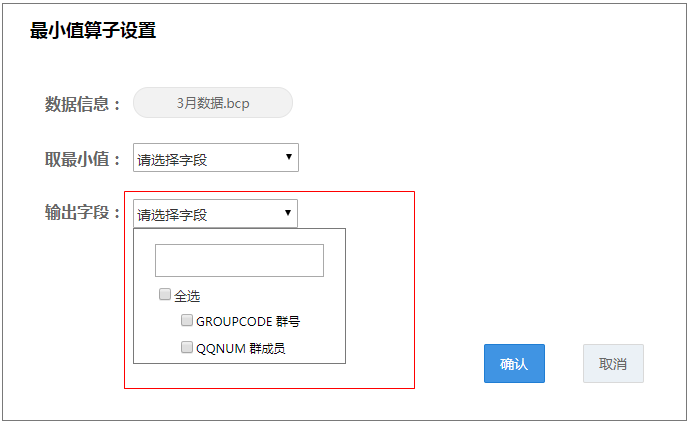 最小值算子设置
数据信息： 3月数据.bcp
取最小值： 请选择字段
输出字段： 请选择字段
全选
GROUPCODE 群号
QQNUM 群成员
确认 取消